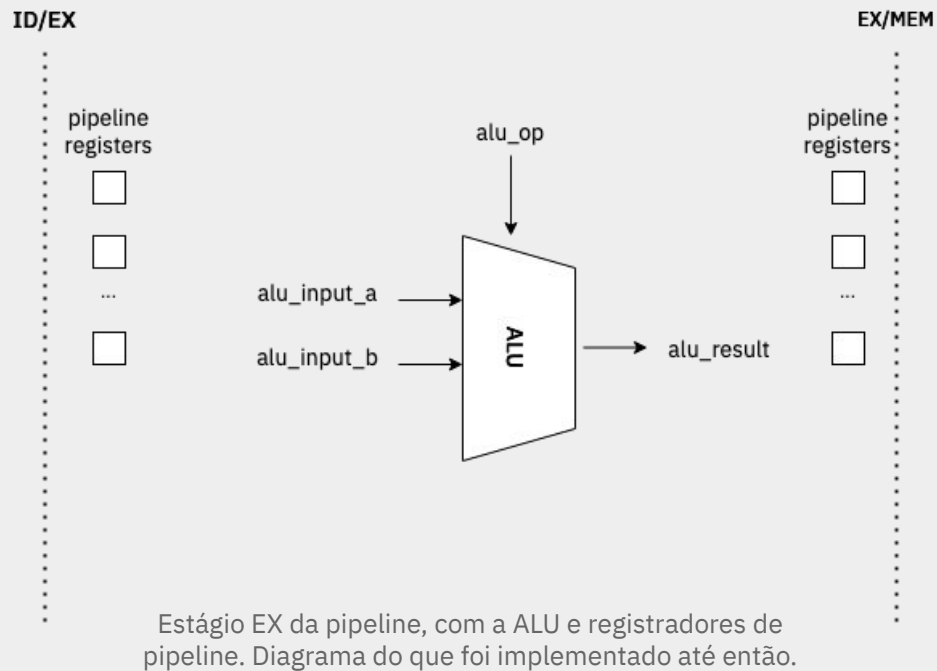 ID/EX
EX/MEM
pipeline
registers
pipeline
registers
alu_op
...
alu_input_a
alu_input_b
ALU
alu_result
...
Estágio EX da pipeline, com a ALU e registradores de
pipeline. Diagrama do que foi implementado até então.